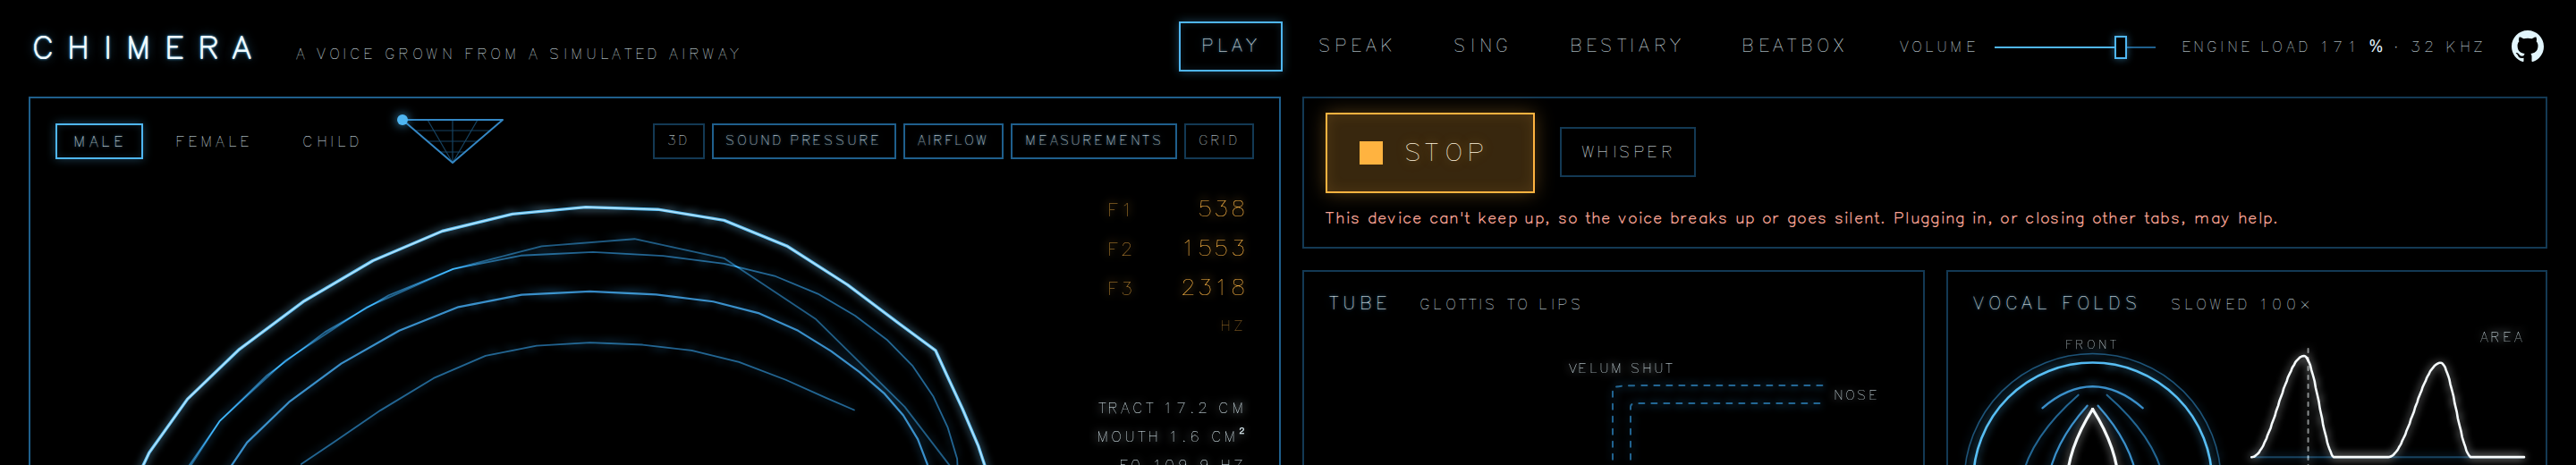 CHIMERA A VOICE GROWN FROM A SIMULATED AIRWAY PLAY SPEAK SING BESTIARY BEATBOX VOLUME ENGINE LOAD 171 % · 32 KHZ
MALE FEMALE CHILD 3D SOUND PRESSURE AIRFLOW MEASUREMENTS GRID
F1 538
F2 1553
F3 2318
HZ
TRACT 17.2 CM
MOUTH 1.6 CM²
STOP WHISPER
This device can't keep up, so the voice breaks up or goes silent. Plugging in, or closing other tabs, may help.
TUBE GLOTTIS TO LIPS
VELUM SHUT
NOSE
VOCAL FOLDS SLOWED 100×
FRONT
AREA